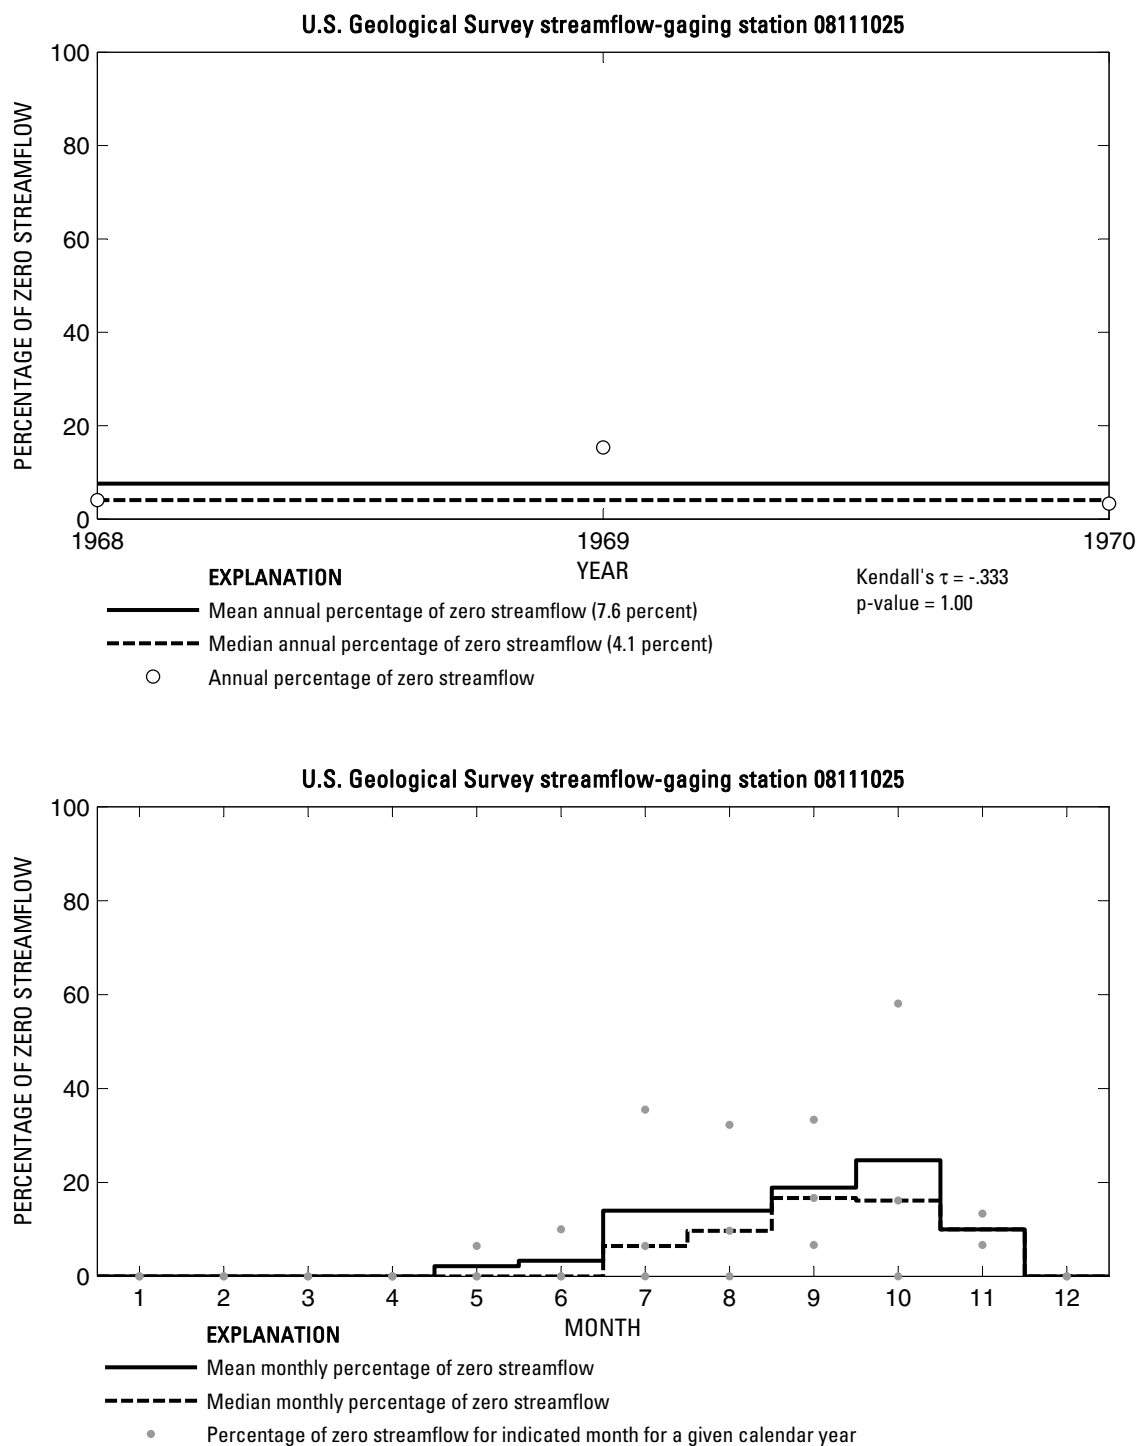 U.S. Geological Survey streamflow-gaging station 08111025
100
80
60
40
20
0
PERCENTAGE OF ZERO STREAMFLOW
1968 1969 1970
YEAR
EXPLANATION
Mean annual percentage of zero streamflow (7.6 percent)
Median annual percentage of zero streamflow (4.1 percent)
Annual percentage of zero streamflow
Kendall's τ = -.333
p-value = 1.00
U.S. Geological Survey streamflow-gaging station 08111025
100
80
60
40
20
0
PERCENTAGE OF ZERO STREAMFLOW
1 2 3 4 5 6 7 8 9 10 11 12
MONTH
EXPLANATION
Mean monthly percentage of zero streamflow
Median monthly percentage of zero streamflow
Percentage of zero streamflow for indicated month for a given calendar year